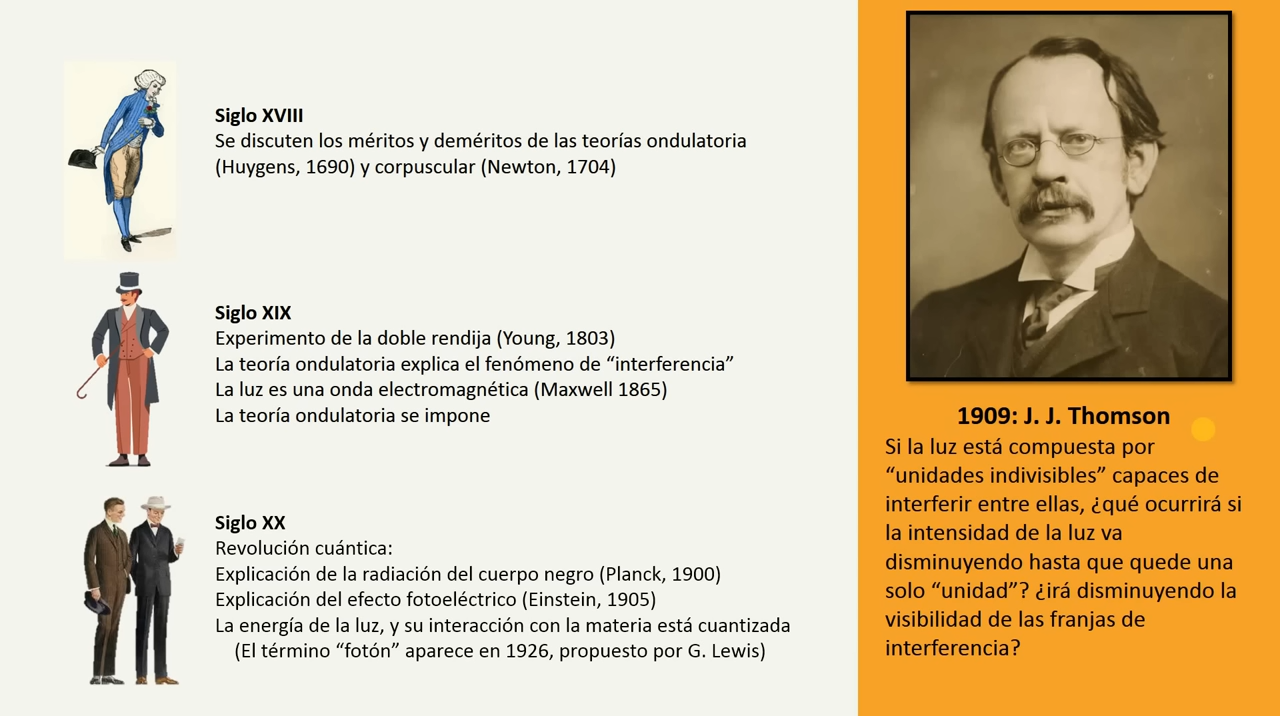 Siglo XVIII
Se discuten los méritos y deméritos de las teorías ondulatoria
(Huygens, 1690) y corpuscular (Newton, 1704)
Siglo XIX
Experimento de la doble rendija (Young, 1803)
La teoría ondulatoria explica el fenómeno de “interferencia”
La luz es una onda electromagnética (Maxwell 1865)
La teoría ondulatoria se impone
Siglo XX
Revolución cuántica:
Explicación de la radiación del cuerpo negro (Planck, 1900)
Explicación del efecto fotoeléctrico (Einstein, 1905)
La energía de la luz, y su interacción con la materia está cuantizada
(El término “fotón” aparece en 1926, propuesto por G. Lewis)
1909: J. J. Thomson
Si la luz está compuesta por
“unidades indivisibles” capaces de
interferir entre ellas, ¿qué ocurrirá si
la intensidad de la luz va
disminuyendo hasta que quede una
solo “unidad”? ¿irá disminuyendo la
visibilidad de las franjas de
interferencia?